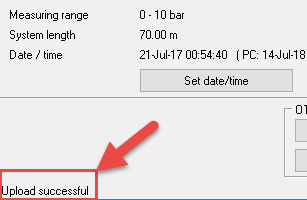 Measuring range 0 - 10 bar
System length 70.00 m
Date / time 21-Jul-17 00:54:40 ( PC: 14-Jul-18
Set date/time
OT
Upload successful